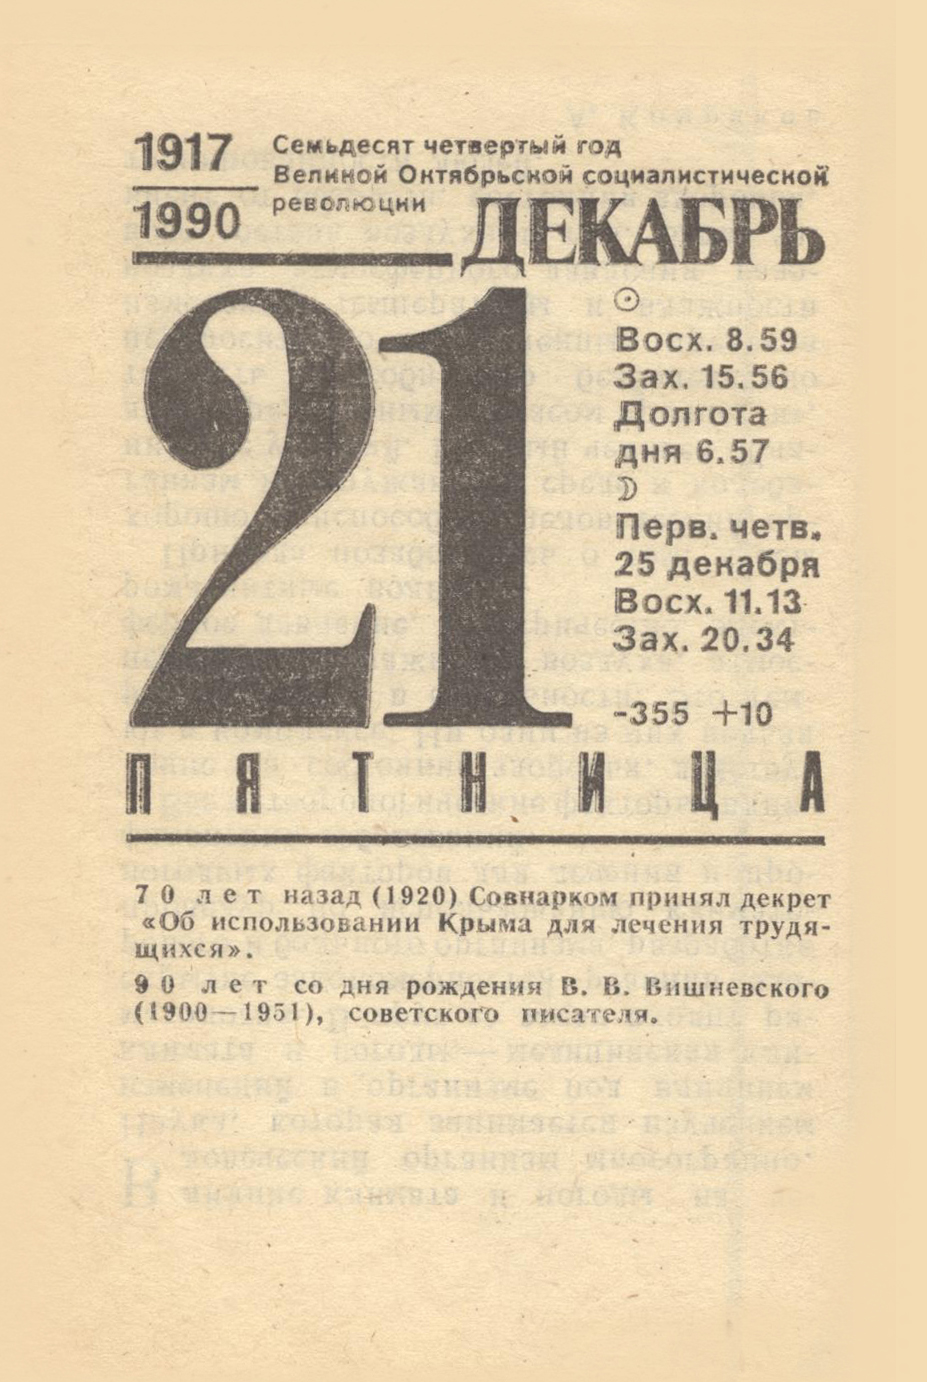 1917
1990
Семьдесят четвертый год
Великой Октябрьской социалистической
революции
ДЕКАБРЬ
21
Восх. 8.59
Зах. 15.56
Долгота
дня 6.57
Перв. четв.
25 декабря
Восх. 11.13
Зах. 20.34
-355 +10
ПЯТНИЦА
70 лет назад (1920) Совнарком принял декрет
«Об использовании Крыма для лечения трудя-
щихся».
90 лет со дня рождения В. В. Вишневского
(1900—1951), советского писателя.